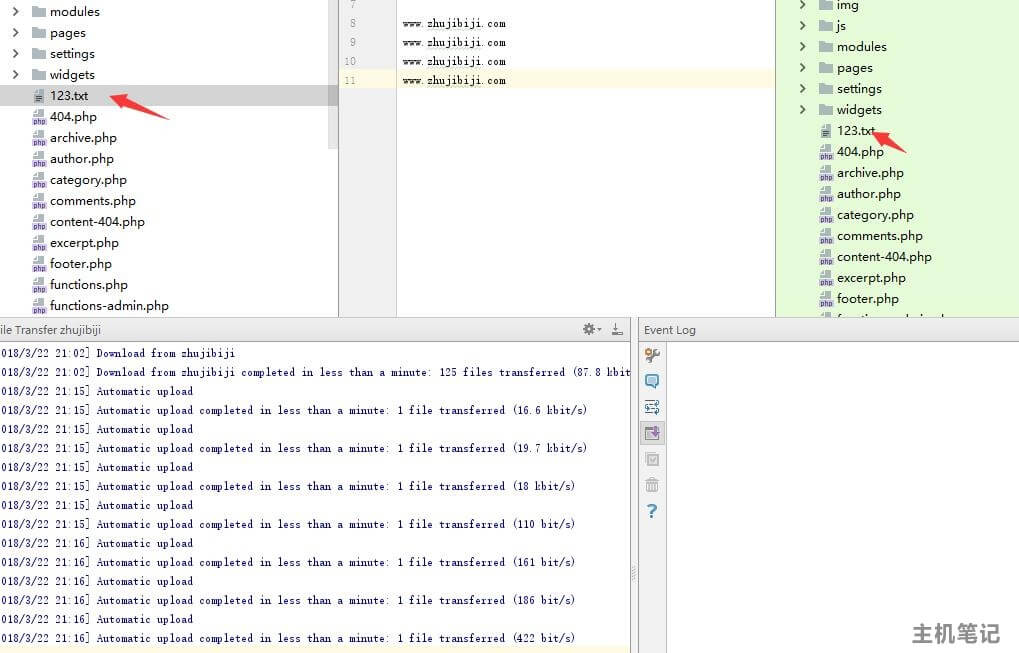 modules
pages
settings
widgets
123.txt
404.php
archive.php
author.php
category.php
comments.php
content-404.php
excerpt.php
footer.php
functions.php
functions-admin.php
7
8 www.zhujibiji.com
9 www.zhujibiji.com
10 www.zhujibiji.com
11 www.zhujibiji.com
img
js
modules
pages
settings
widgets
123.txt
404.php
archive.php
author.php
category.php
comments.php
content-404.php
excerpt.php
footer.php
ile Transfer zhujibiji
018/3/22 21:02] Download from zhujibiji
018/3/22 21:02] Download from zhujibiji completed in less than a minute: 125 files transferred (87.8 kbit
018/3/22 21:15] Automatic upload
018/3/22 21:15] Automatic upload completed in less than a minute: 1 file transferred (16.6 kbit/s)
018/3/22 21:15] Automatic upload
018/3/22 21:15] Automatic upload completed in less than a minute: 1 file transferred (19.7 kbit/s)
018/3/22 21:15] Automatic upload
018/3/22 21:15] Automatic upload completed in less than a minute: 1 file transferred (18 kbit/s)
018/3/22 21:15] Automatic upload
018/3/22 21:15] Automatic upload completed in less than a minute: 1 file transferred (110 bit/s)
018/3/22 21:16] Automatic upload
018/3/22 21:16] Automatic upload completed in less than a minute: 1 file transferred (161 bit/s)
018/3/22 21:16] Automatic upload
018/3/22 21:16] Automatic upload completed in less than a minute: 1 file transferred (186 bit/s)
018/3/22 21:16] Automatic upload
018/3/22 21:16] Automatic upload completed in less than a minute: 1 file transferred (422 bit/s)
Event Log
主机笔记